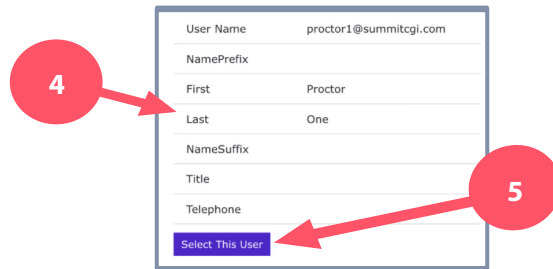 User Name proctor1@summitcgi.com
NamePrefix
4
First Proctor
Last One
NameSuffix
Title
5
Telephone
Select This User